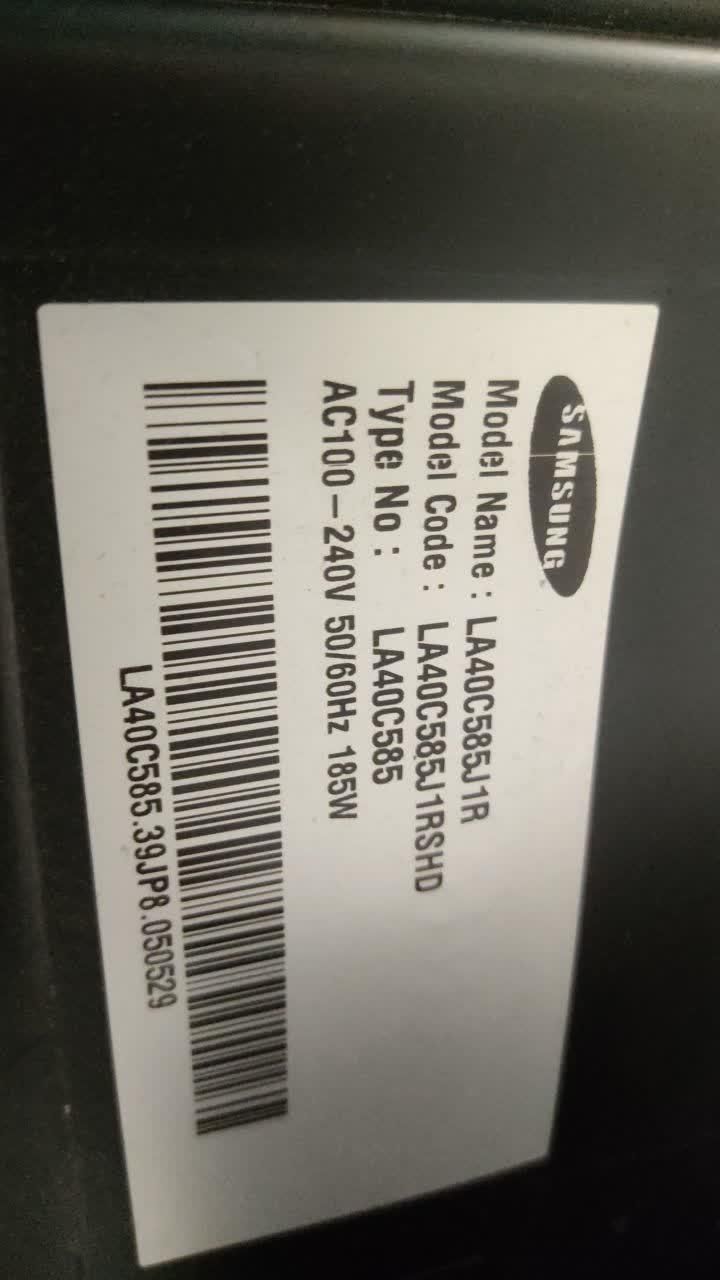 SAMSUNG
Model Name : LA40C585J1R
Model Code : LA40C585J1RSHD
Type No : LA40C585
AC100-240V 50/60Hz 185W
LA40C585.39JP8.050529